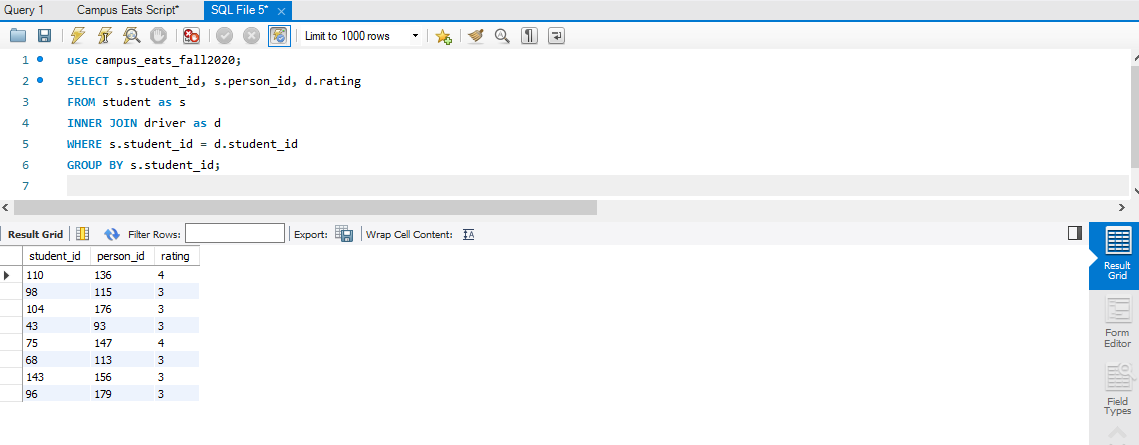 Query 1 Campus Eats Script* SQL File 5* ×
Limit to 1000 rows
1 use campus_eats_fall2020;
2 SELECT s.student_id, s.person_id, d.rating
3 FROM student as s
4 INNER JOIN driver as d
5 WHERE s.student_id = d.student_id
6 GROUP BY s.student_id;
7
Result Grid Filter Rows: Export: Wrap Cell Content: IA
student_id person_id rating
110 136 4
98 115 3
104 176 3
43 93 3
75 147 4
68 113 3
143 156 3
96 179 3
Result
Grid
Form
Editor
Field
Types